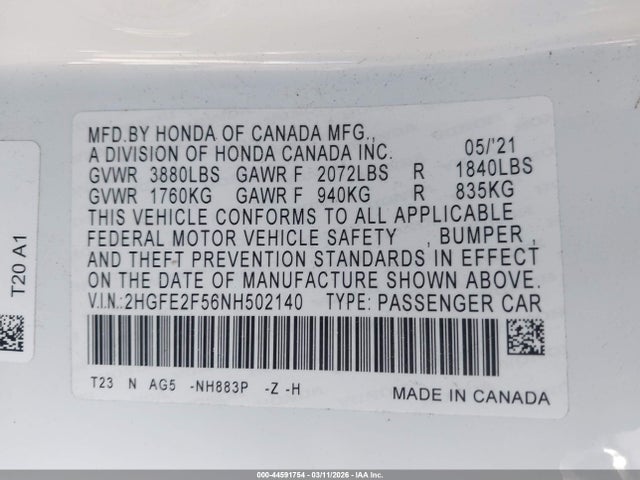 MFD.BY HONDA OF CANADA MFG.,
A DIVISION OF HONDA CANADA INC. 05/'21
GVWR 3880LBS GAWR F 2072LBS R 1840LBS
GVWR 1760KG GAWR F 940KG R 835KG
THIS VEHICLE CONFORMS TO ALL APPLICABLE
FEDERAL MOTOR VEHICLE SAFETY , BUMPER ,
AND THEFT PREVENTION STANDARDS IN EFFECT
ON THE DATE OF MANUFACTURE SHOWN ABOVE.
V.I.N.:2HGFE2F56NH502140 TYPE: PASSENGER CAR
T23 N AG5 -NH883P -Z -H
MADE IN CANADA
T20 A1
000-44591754 - 03/11/2026 - IAA Inc.